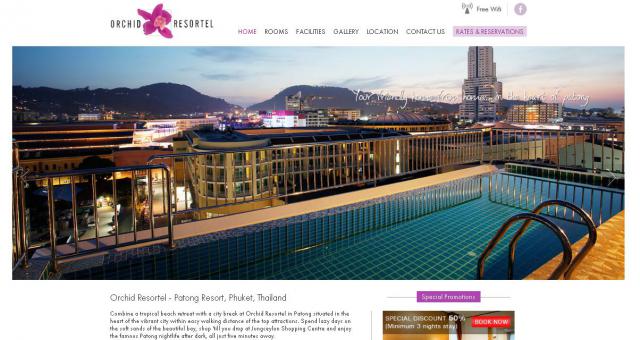 Free Wifi
ORCHID RESORTEL
HOME ROOMS FACILITIES GALLERY LOCATION CONTACT US RATES & RESERVATIONS
Your friendly home from home... in the heart of patong
Orchid Resortel - Patong Resort, Phuket, Thailand
Special Promotions
Combine a tropical beach retreat with a city break at Orchid Resortel in Patong situated in the
heart of the vibrant city within easy walking distance of the top attractions. Spend lazy days on
the soft sands of the beautiful bay, shop 'till you drop at Jungceylon Shopping Centre and enjoy
the famous Patong nightlife after dark, all just five minutes away.
SPECIAL DISCOUNT 50%
(Minimum 3 nights stay)
BOOK NOW